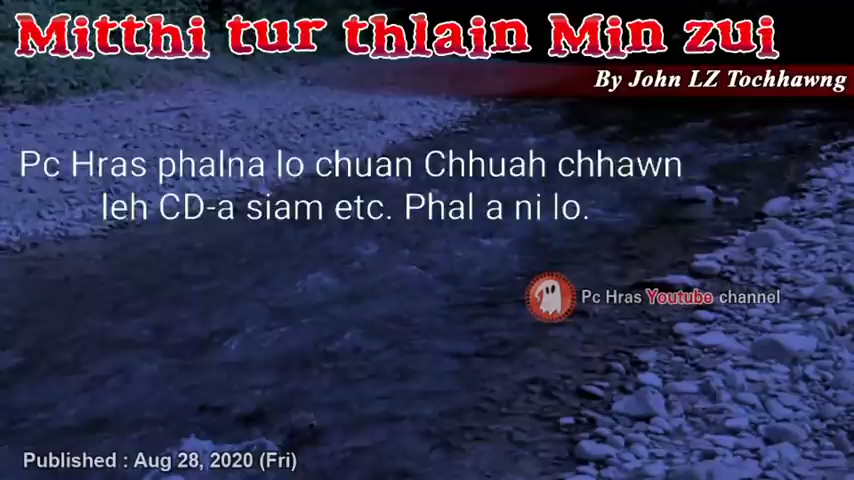 Mitthi tur thlain Min zui
By John LZ Tochhawng
Pc Hras phalna lo chuan Chhuah chhawn
leh CD-a siam etc. Phal a ni lo.
Pc Hras Youtube channel
Published : Aug 28, 2020 (Fri)